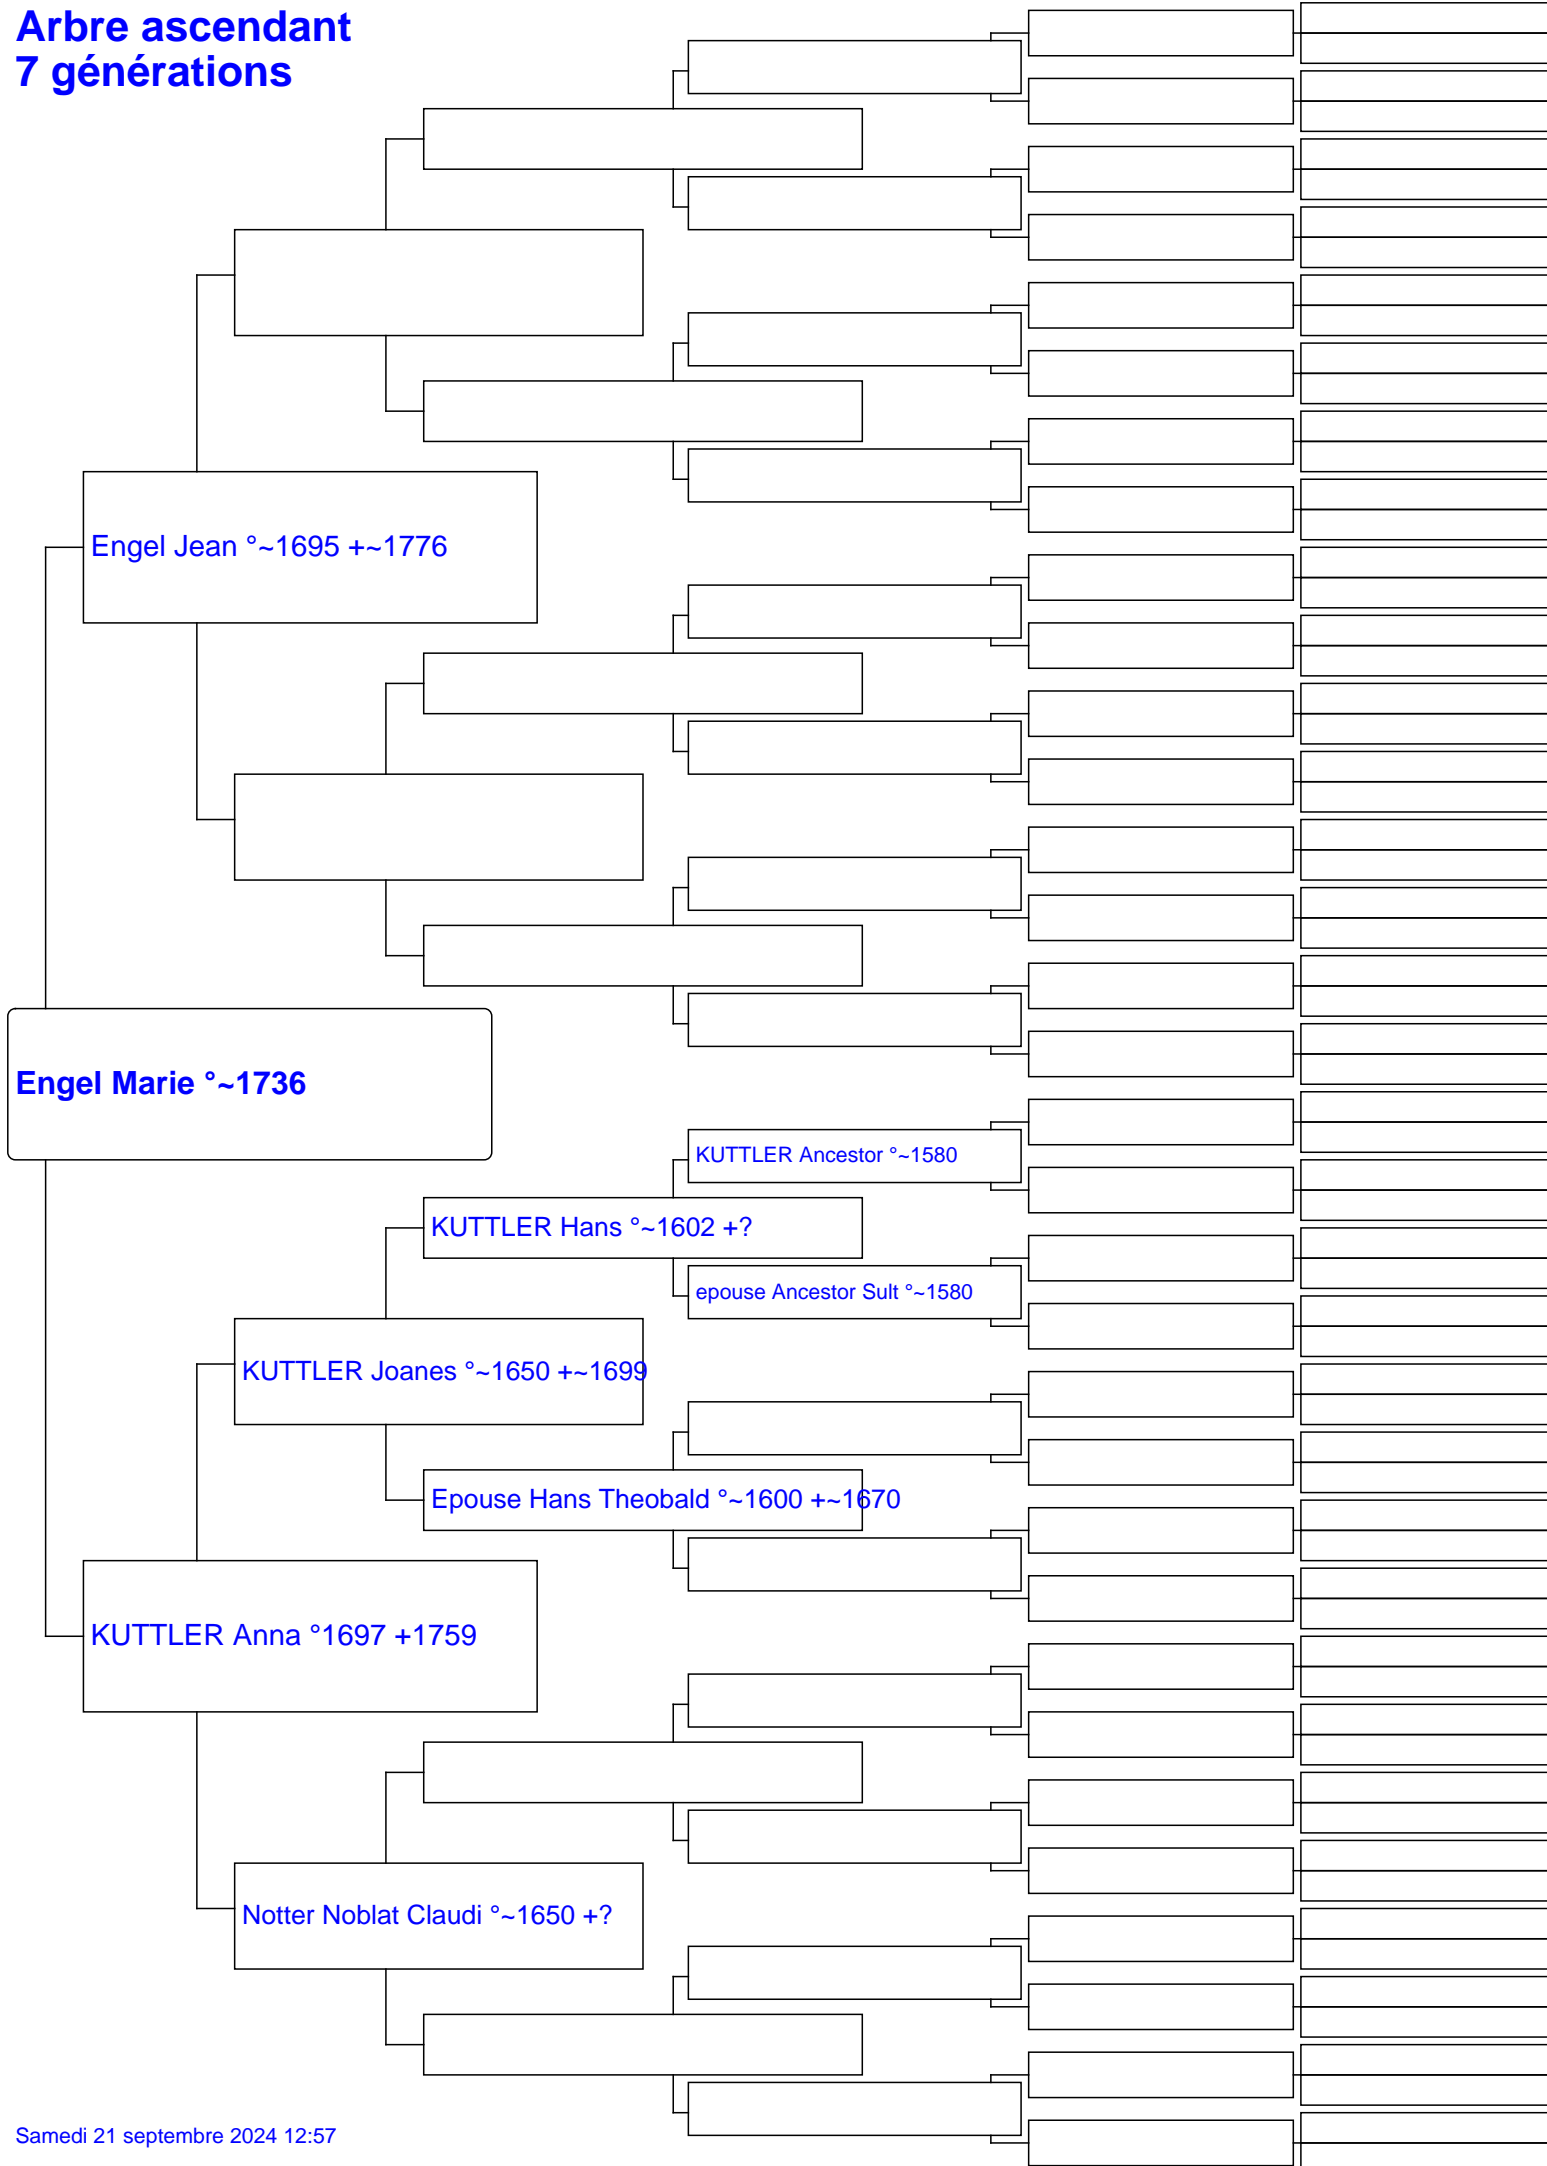 Arbre ascendant
7 générations
Engel Jean °~1695 +~1776
Engel Marie °~1736
KUTTLER Ancestor °~1580
KUTTLER Hans °~1602 +?
epouse Ancestor Sult °~1580
KUTTLER Joanes °~1650 +~1699
Epouse Hans Theobald °~1600 +~1670
KUTTLER Anna °1697 +1759
Notter Noblat Claudi °~1650 +?
Samedi 21 septembre 2024 12:57